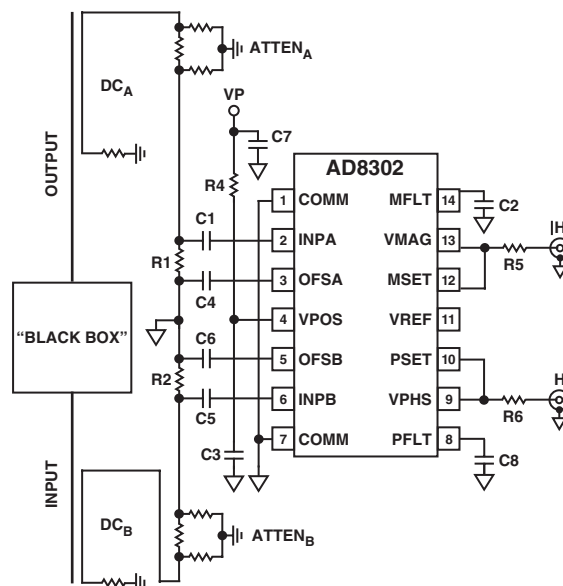 ATTEN_A
DC_A
VP
C7
OUTPUT
R4
AD8302
1 COMM MFLT 14
C2
C1
2 INPA VMAG 13
|H
R1
R5
C4
3 OFSA MSET 12
"BLACK BOX"
4 VPOS VREF 11
C6
5 OFSB PSET 10
R2
H
C5
6 INPB VPHS 9
R6
C3
7 COMM PFLT 8
C8
INPUT
DC_B
ATTEN_B